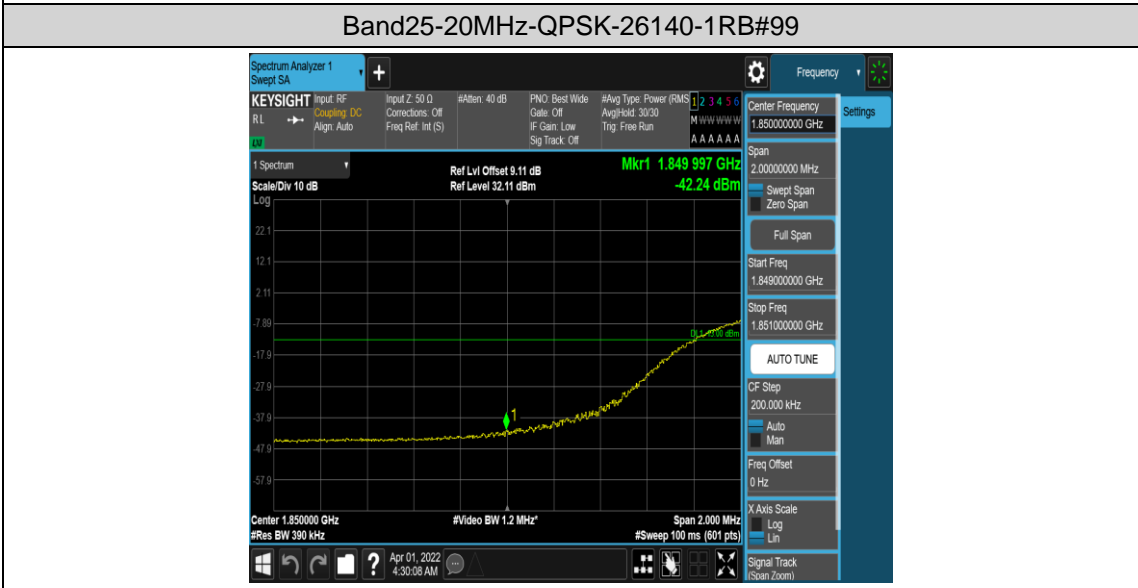 Band25-20MHz-QPSK-26140-1RB#99
Spectrum Analyzer 1
Swept SA
Frequency
KEYSIGHT
RL
LXI
Input: RF
Coupling: DC
Align: Auto
Input Z: 50 Ω
Corrections: Off
Freq Ref: Int (S)
#Atten: 40 dB
PNO: Best Wide
Gate: Off
IF Gain: Low
Sig Track: Off
#Avg Type: Power (RMS
Avg|Hold: 30/30
Trig: Free Run
1 2 3 4 5 6
M W W W W W
A A A A A A
1 Spectrum
Scale/Div 10 dB
Log
Ref Lvl Offset 9.11 dB
Ref Level 32.11 dBm
Mkr1 1.849 997 GHz
-42.24 dBm
22.1
12.1
2.11
-7.89
-17.9
-27.9
-37.9
-47.9
-57.9
1
Center 1.850000 GHz
#Res BW 390 kHz
#Video BW 1.2 MHz*
Span 2.000 MHz
#Sweep 100 ms (601 pts)
Center Frequency
1.850000000 GHz
Settings
Span
2.00000000 MHz
Swept Span
Zero Span
Full Span
Start Freq
1.849000000 GHz
Stop Freq
1.851000000 GHz
AUTO TUNE
CF Step
200.000 kHz
Auto
Man
Freq Offset
0 Hz
X Axis Scale
Log
Lin
Signal Track
(Span Zoom)
?
Apr 01, 2022
4:30:08 AM